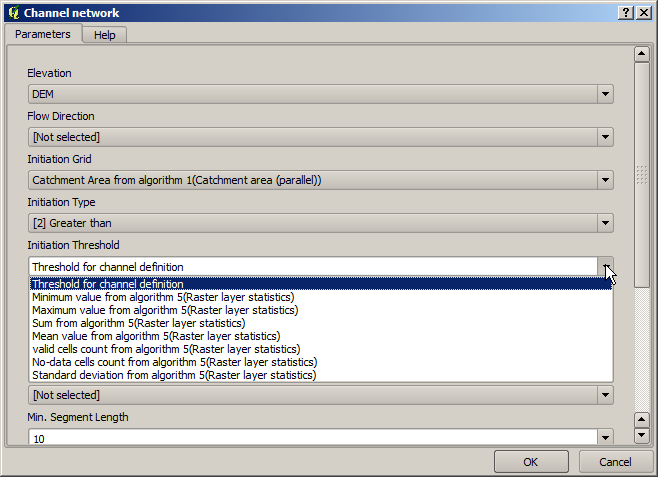 Channel network
Parameters
Help
Elevation
DEM
Flow Direction
[Not selected]
Initiation Grid
Catchment Area from algorithm 1(Catchment area (parallel))
Initiation Type
[2] Greater than
Initiation Threshold
Threshold for channel definition
Threshold for channel definition
Minimum value from algorithm 5(Raster layer statistics)
Maximum value from algorithm 5(Raster layer statistics)
Sum from algorithm 5(Raster layer statistics)
Mean value from algorithm 5(Raster layer statistics)
valid cells count from algorithm 5(Raster layer statistics)
No-data cells count from algorithm 5(Raster layer statistics)
Standard deviation from algorithm 5(Raster layer statistics)
[Not selected]
Min. Segment Length
10
OK
Cancel